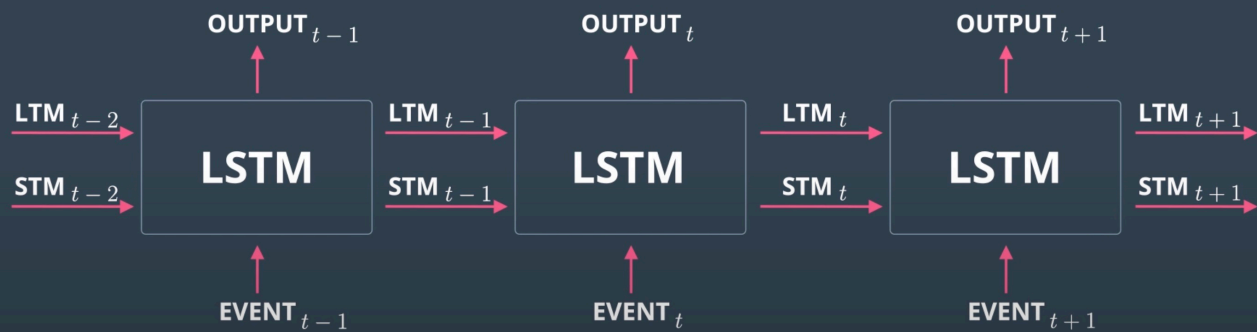 OUTPUT t − 1 OUTPUT t OUTPUT t + 1
LTM t − 2 LTM t − 1 LTM t LTM t + 1
LSTM LSTM LSTM
STM t − 2 STM t − 1 STM t STM t + 1
EVENT t − 1 EVENT t EVENT t + 1